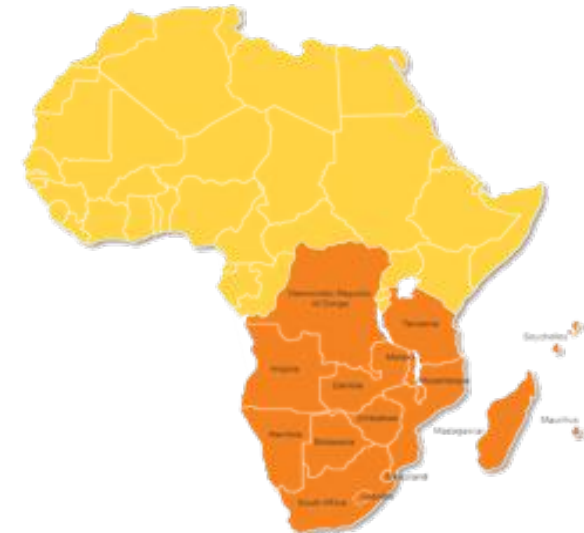 Democratic Republic
of Congo
Tanzania
Seychelles
Malawi
Angola
Zambia
Mozambique
Zimbabwe
Mauritius
Madagascar
Namibia
Botswana
Swaziland
Lesotho
South Africa